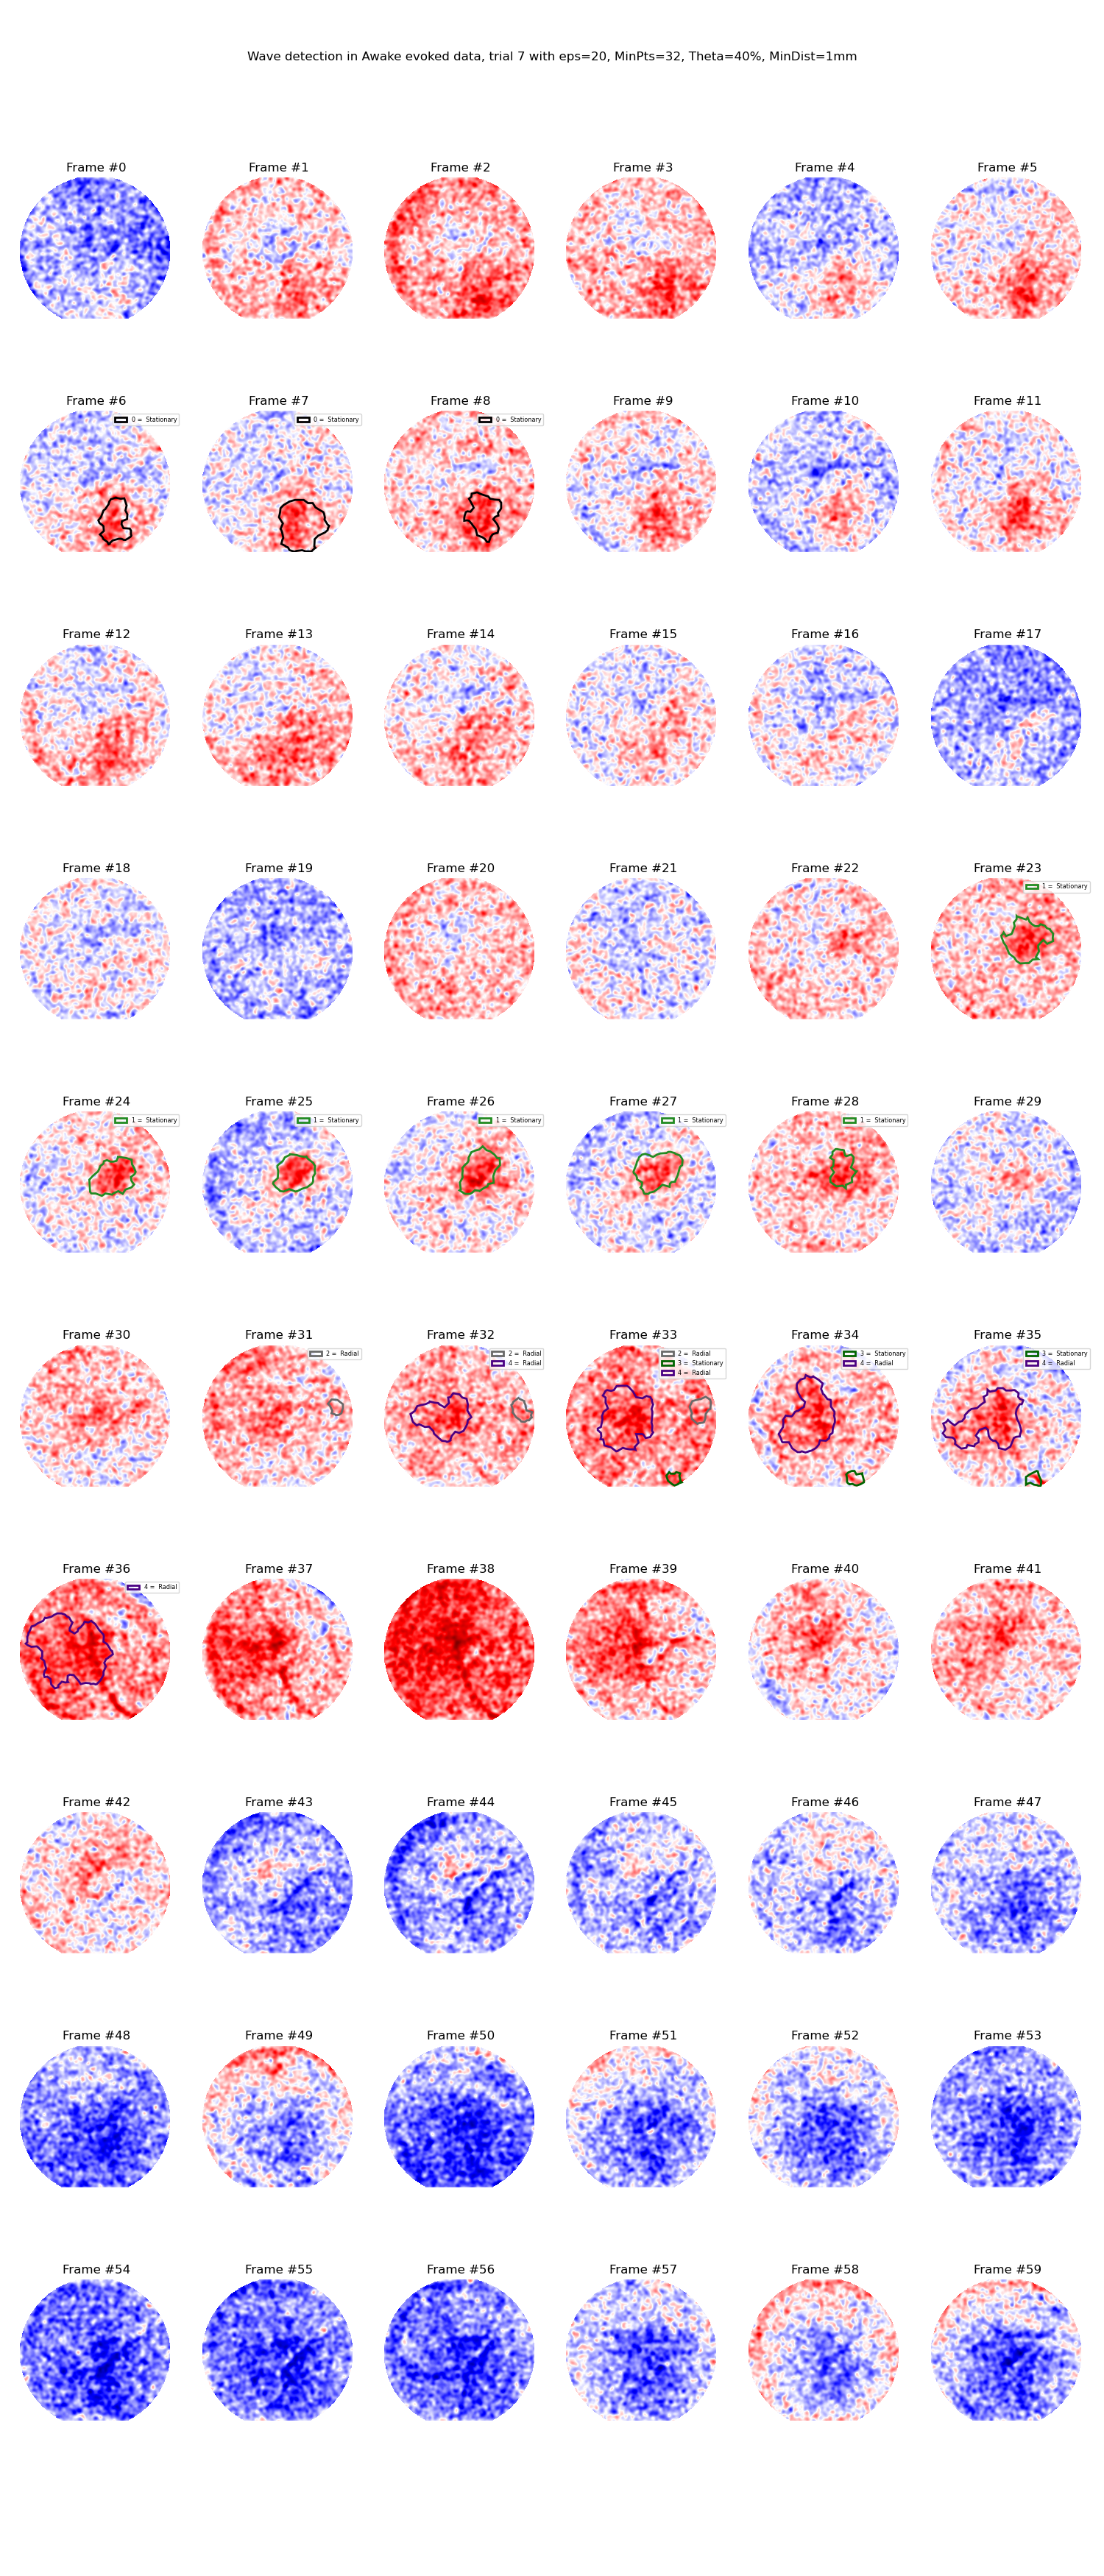 Wave detection in Awake evoked data, trial 7 with eps=20, MinPts=32, Theta=40%, MinDist=1mm
Frame #0
Frame #1
Frame #2
Frame #3
Frame #4
Frame #5
Frame #6
0 = Stationary
Frame #7
0 = Stationary
Frame #8
0 = Stationary
Frame #9
Frame #10
Frame #11
Frame #12
Frame #13
Frame #14
Frame #15
Frame #16
Frame #17
Frame #18
Frame #19
Frame #20
Frame #21
Frame #22
Frame #23
1 = Stationary
Frame #24
1 = Stationary
Frame #25
1 = Stationary
Frame #26
1 = Stationary
Frame #27
1 = Stationary
Frame #28
1 = Stationary
Frame #29
Frame #30
Frame #31
2 = Radial
Frame #32
2 = Radial
4 = Radial
Frame #33
2 = Radial
3 = Stationary
4 = Radial
Frame #34
3 = Stationary
4 = Radial
Frame #35
3 = Stationary
4 = Radial
Frame #36
4 = Radial
Frame #37
Frame #38
Frame #39
Frame #40
Frame #41
Frame #42
Frame #43
Frame #44
Frame #45
Frame #46
Frame #47
Frame #48
Frame #49
Frame #50
Frame #51
Frame #52
Frame #53
Frame #54
Frame #55
Frame #56
Frame #57
Frame #58
Frame #59